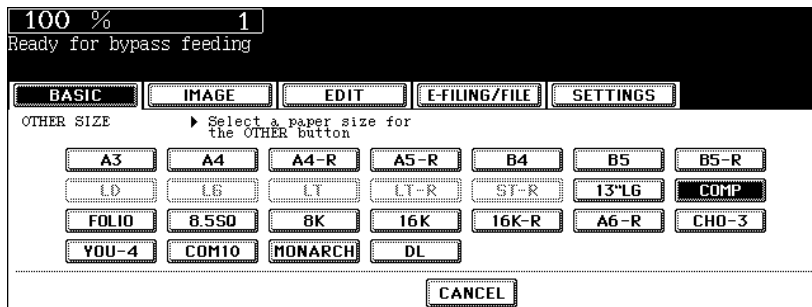 100 % 1
Ready for bypass feeding
BASIC IMAGE EDIT E-FILING/FILE SETTINGS
OTHER SIZE ▶ Select a paper size for
the OTHER button
A3 A4 A4-R A5-R B4 B5 B5-R
LD LG LT LT-R ST-R 13"LG COMP
FOLIO 8.5SQ 8K 16K 16K-R A6-R CHO-3
YOU-4 COM10 MONARCH DL
CANCEL